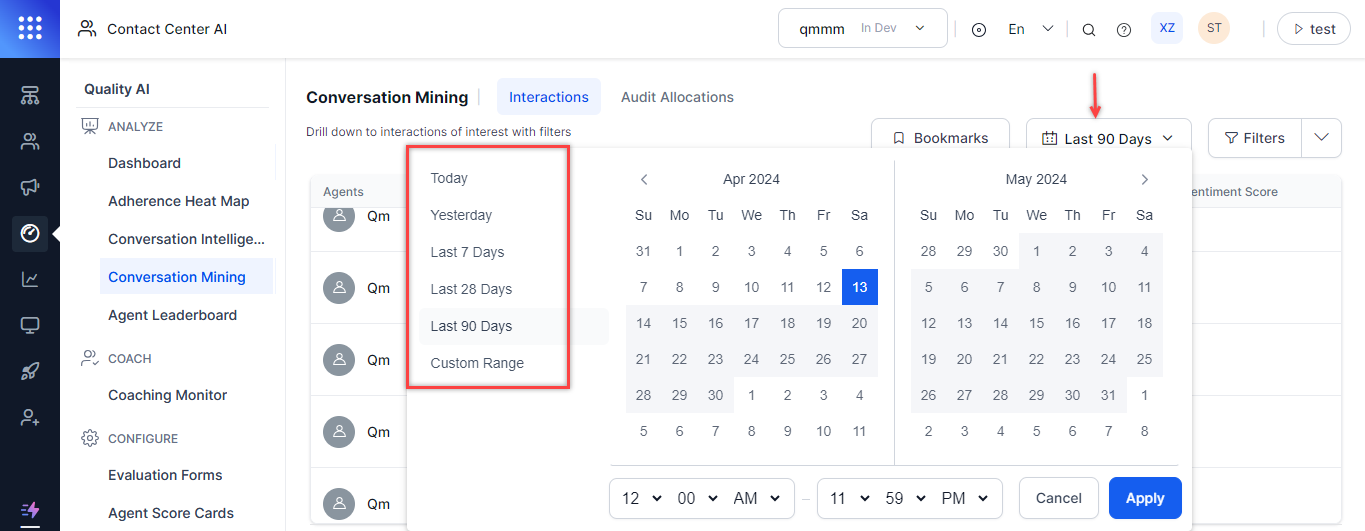 Contact Center AI
qmmm In Dev
En
XZ
ST
test
Quality AI
ANALYZE
Dashboard
Adherence Heat Map
Conversation Intellige...
Conversation Mining
Agent Leaderboard
COACH
Coaching Monitor
CONFIGURE
Evaluation Forms
Agent Score Cards
Conversation Mining
Interactions
Audit Allocations
Drill down to interactions of interest with filters
Bookmarks
Last 90 Days
Filters
Agents
Qm
Qm
Qm
Qm
Qm
Today
Yesterday
Last 7 Days
Last 28 Days
Last 90 Days
Custom Range
Apr 2024
Su Mo Tu We Th Fr Sa
31 1 2 3 4 5 6
7 8 9 10 11 12 13
14 15 16 17 18 19 20
21 22 23 24 25 26 27
28 29 30 1 2 3 4
5 6 7 8 9 10 11
May 2024
Su Mo Tu We Th Fr Sa
28 29 30 1 2 3 4
5 6 7 8 9 10 11
12 13 14 15 16 17 18
19 20 21 22 23 24 25
26 27 28 29 30 31 1
2 3 4 5 6 7 8
12 00 AM – 11 59 PM
Cancel
Apply
entiment Score